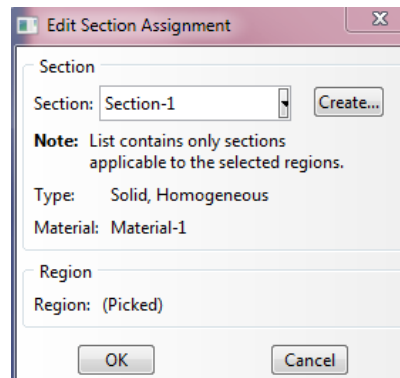 Edit Section Assignment
X
Section
Section: Section-1 Create...
Note: List contains only sections
applicable to the selected regions.
Type: Solid, Homogeneous
Material: Material-1
Region
Region: (Picked)
OK Cancel